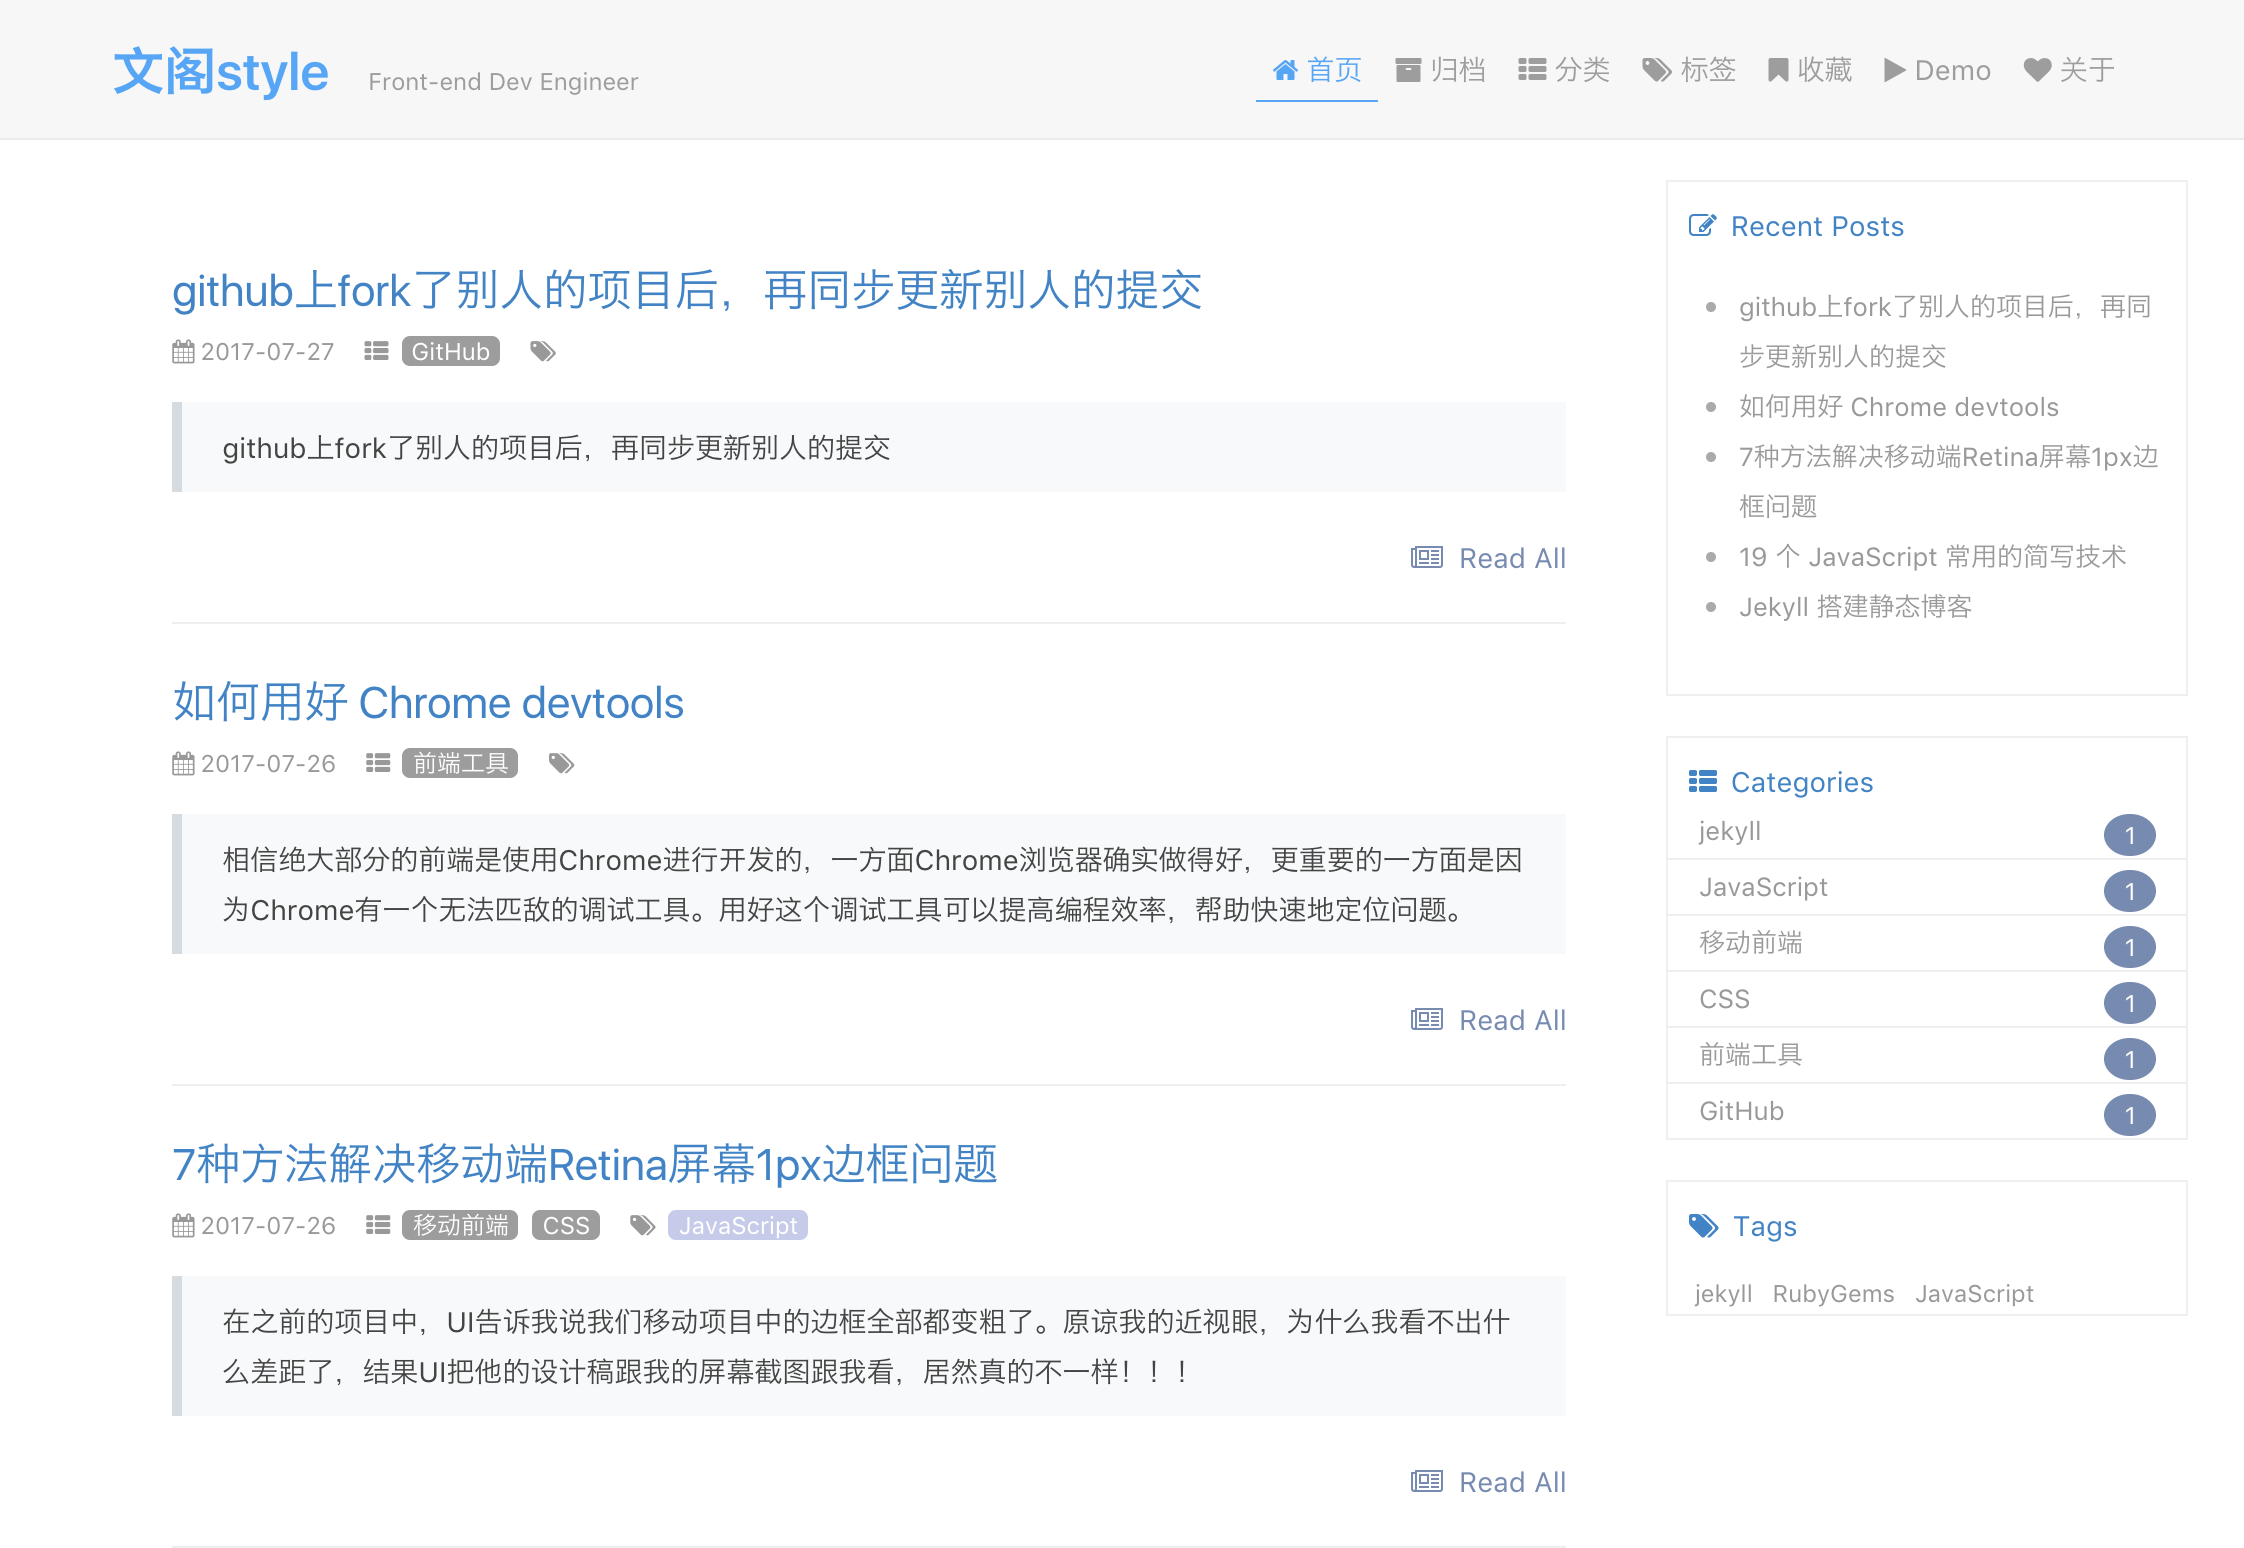 文阁style
Front-end Dev Engineer
首页 归档 分类 标签 收藏 Demo 关于
github上fork了别人的项目后，再同步更新别人的提交
2017-07-27 GitHub
github上fork了别人的项目后，再同步更新别人的提交
Read All
如何用好 Chrome devtools
2017-07-26 前端工具
相信绝大部分的前端是使用Chrome进行开发的，一方面Chrome浏览器确实做得好，更重要的一方面是因
为Chrome有一个无法匹敌的调试工具。用好这个调试工具可以提高编程效率，帮助快速地定位问题。
Read All
7种方法解决移动端Retina屏幕1px边框问题
2017-07-26 移动前端 CSS JavaScript
在之前的项目中，UI告诉我说我们移动项目中的边框全部都变粗了。原谅我的近视眼，为什么我看不出什
么差距了，结果UI把他的设计稿跟我的屏幕截图跟我看，居然真的不一样！！！
Read All
Recent Posts
github上fork了别人的项目后，再同
步更新别人的提交
如何用好 Chrome devtools
7种方法解决移动端Retina屏幕1px边
框问题
19 个 JavaScript 常用的简写技术
Jekyll 搭建静态博客
Categories
jekyll 1
JavaScript 1
移动前端 1
CSS 1
前端工具 1
GitHub 1
Tags
jekyll RubyGems JavaScript